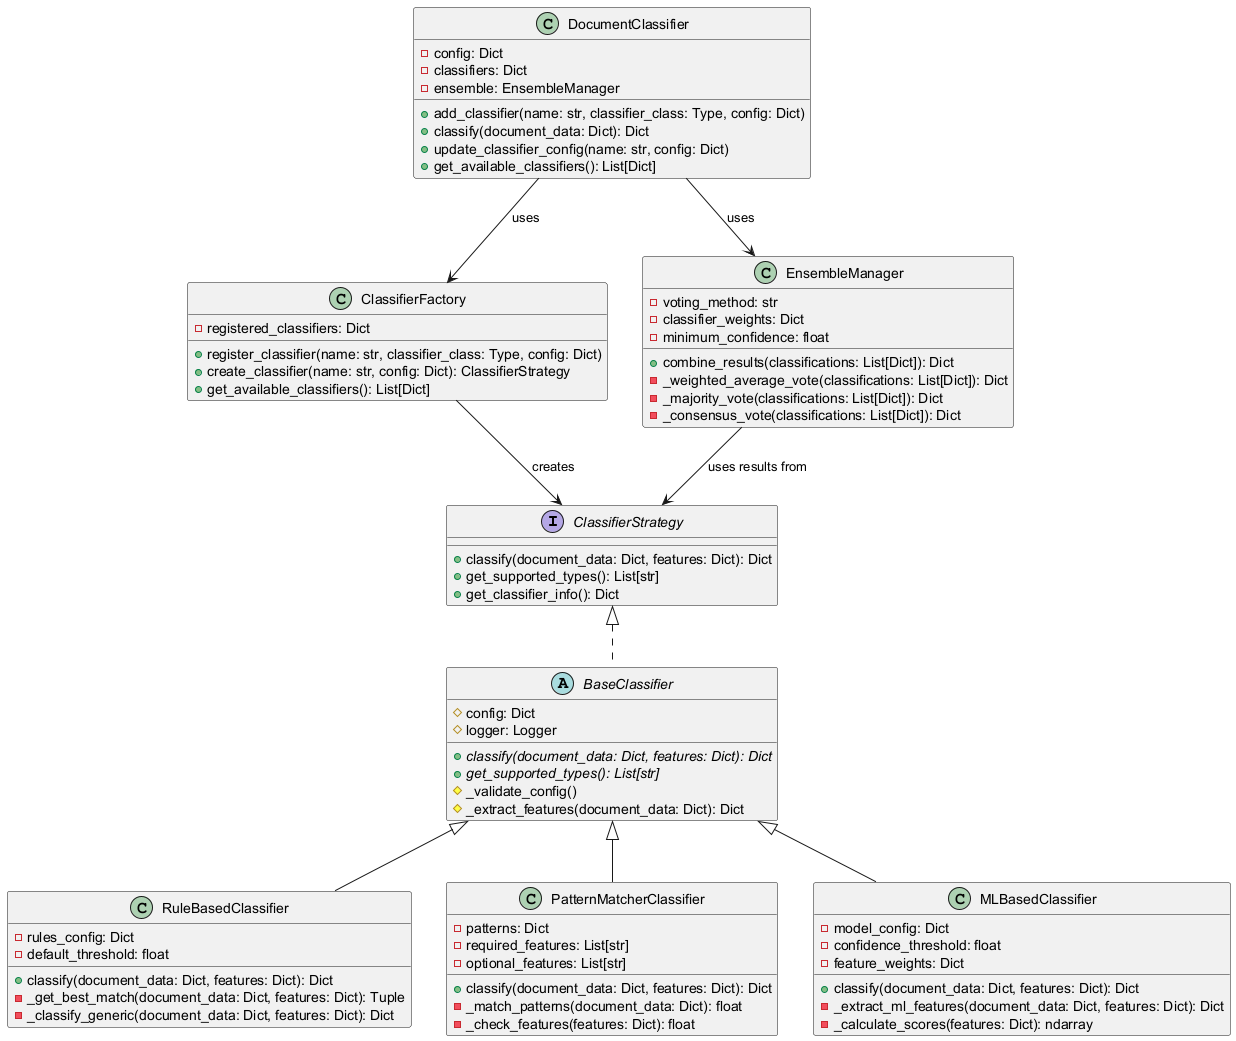 C DocumentClassifier
config: Dict
classifiers: Dict
ensemble: EnsembleManager
add_classifier(name: str, classifier_class: Type, config: Dict)
classify(document_data: Dict): Dict
update_classifier_config(name: str, config: Dict)
get_available_classifiers(): List[Dict]
uses
uses
C ClassifierFactory
registered_classifiers: Dict
register_classifier(name: str, classifier_class: Type, config: Dict)
create_classifier(name: str, config: Dict): ClassifierStrategy
get_available_classifiers(): List[Dict]
C EnsembleManager
voting_method: str
classifier_weights: Dict
minimum_confidence: float
combine_results(classifications: List[Dict]): Dict
_weighted_average_vote(classifications: List[Dict]): Dict
_majority_vote(classifications: List[Dict]): Dict
_consensus_vote(classifications: List[Dict]): Dict
creates
uses results from
I ClassifierStrategy
classify(document_data: Dict, features: Dict): Dict
get_supported_types(): List[str]
get_classifier_info(): Dict
A BaseClassifier
config: Dict
logger: Logger
classify(document_data: Dict, features: Dict): Dict
get_supported_types(): List[str]
_validate_config()
_extract_features(document_data: Dict): Dict
C RuleBasedClassifier
rules_config: Dict
default_threshold: float
classify(document_data: Dict, features: Dict): Dict
_get_best_match(document_data: Dict, features: Dict): Tuple
_classify_generic(document_data: Dict, features: Dict): Dict
C PatternMatcherClassifier
patterns: Dict
required_features: List[str]
optional_features: List[str]
classify(document_data: Dict, features: Dict): Dict
_match_patterns(document_data: Dict): float
_check_features(features: Dict): float
C MLBasedClassifier
model_config: Dict
confidence_threshold: float
feature_weights: Dict
classify(document_data: Dict, features: Dict): Dict
_extract_ml_features(document_data: Dict, features: Dict): Dict
_calculate_scores(features: Dict): ndarray